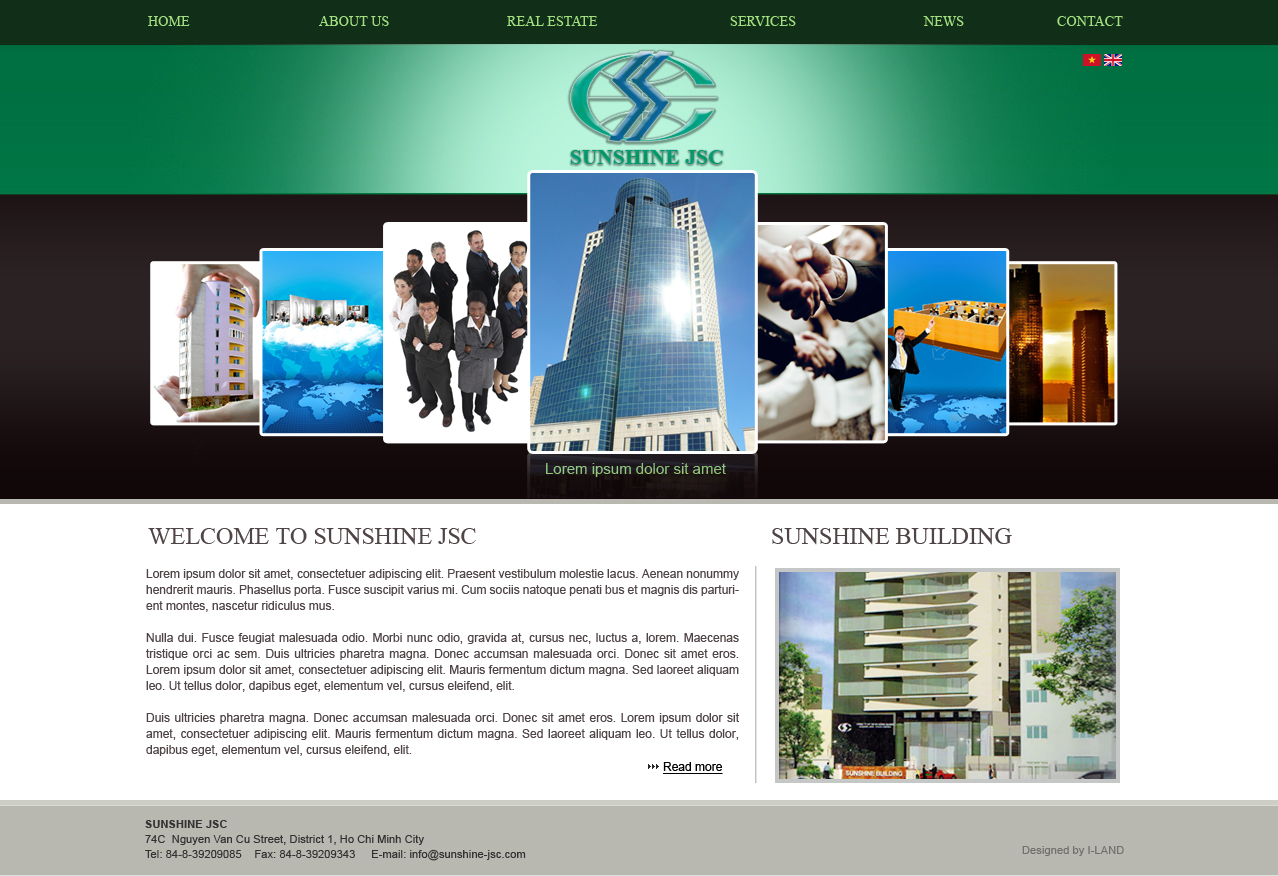 HOME ABOUT US REAL ESTATE SERVICES NEWS CONTACT
SUNSHINE JSC
Lorem ipsum dolor sit amet
WELCOME TO SUNSHINE JSC
Lorem ipsum dolor sit amet, consectetuer adipiscing elit. Praesent vestibulum molestie lacus. Aenean nonummy
hendrerit mauris. Phasellus porta. Fusce suscipit varius mi. Cum sociis natoque penati bus et magnis dis parturi-
ent montes, nascetur ridiculus mus.
Nulla dui. Fusce feugiat malesuada odio. Morbi nunc odio, gravida at, cursus nec, luctus a, lorem. Maecenas
tristique orci ac sem. Duis ultricies pharetra magna. Donec accumsan malesuada orci. Donec sit amet eros.
Lorem ipsum dolor sit amet, consectetuer adipiscing elit. Mauris fermentum dictum magna. Sed laoreet aliquam
leo. Ut tellus dolor, dapibus eget, elementum vel, cursus eleifend, elit.
Duis ultricies pharetra magna. Donec accumsan malesuada orci. Donec sit amet eros. Lorem ipsum dolor sit
amet, consectetuer adipiscing elit. Mauris fermentum dictum magna. Sed laoreet aliquam leo. Ut tellus dolor,
dapibus eget, elementum vel, cursus eleifend, elit.
Read more
SUNSHINE BUILDING
SUNSHINE BUILDING
SUNSHINE JSC
74C Nguyen Van Cu Street, District 1, Ho Chi Minh City
Tel: 84-8-39209085 Fax: 84-8-39209343 E-mail: info@sunshine-jsc.com
Designed by I-LAND